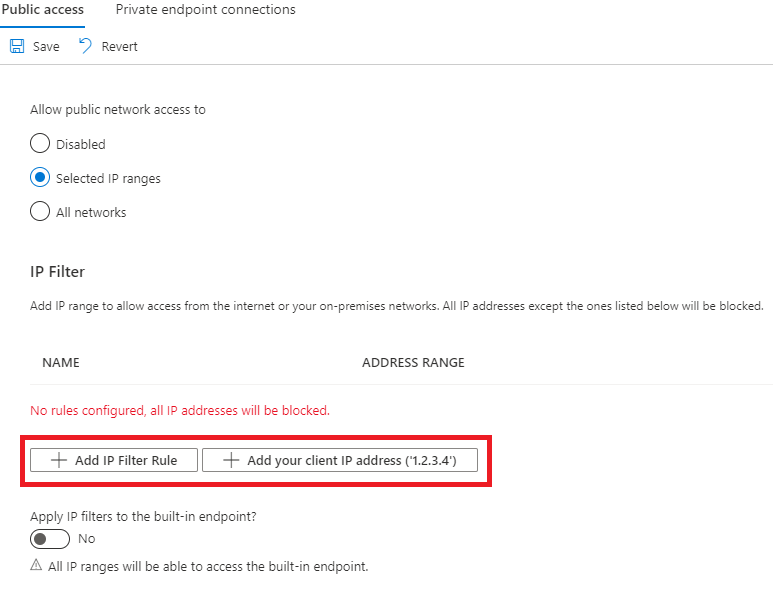 Public access Private endpoint connections
Save Revert
Allow public network access to
Disabled
Selected IP ranges
All networks
IP Filter
Add IP range to allow access from the internet or your on-premises networks. All IP addresses except the ones listed below will be blocked.
NAME ADDRESS RANGE
No rules configured, all IP addresses will be blocked.
+ Add IP Filter Rule + Add your client IP address ('1.2.3.4')
Apply IP filters to the built-in endpoint?
No
All IP ranges will be able to access the built-in endpoint.